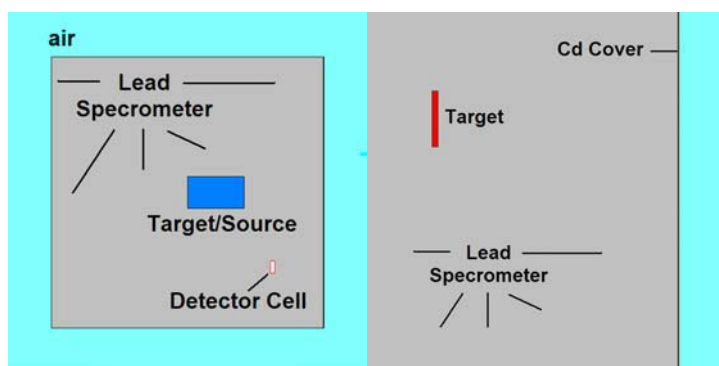 air
Lead
Specrometer
Target/Source
Detector Cell
Cd Cover
Target
Lead
Specrometer